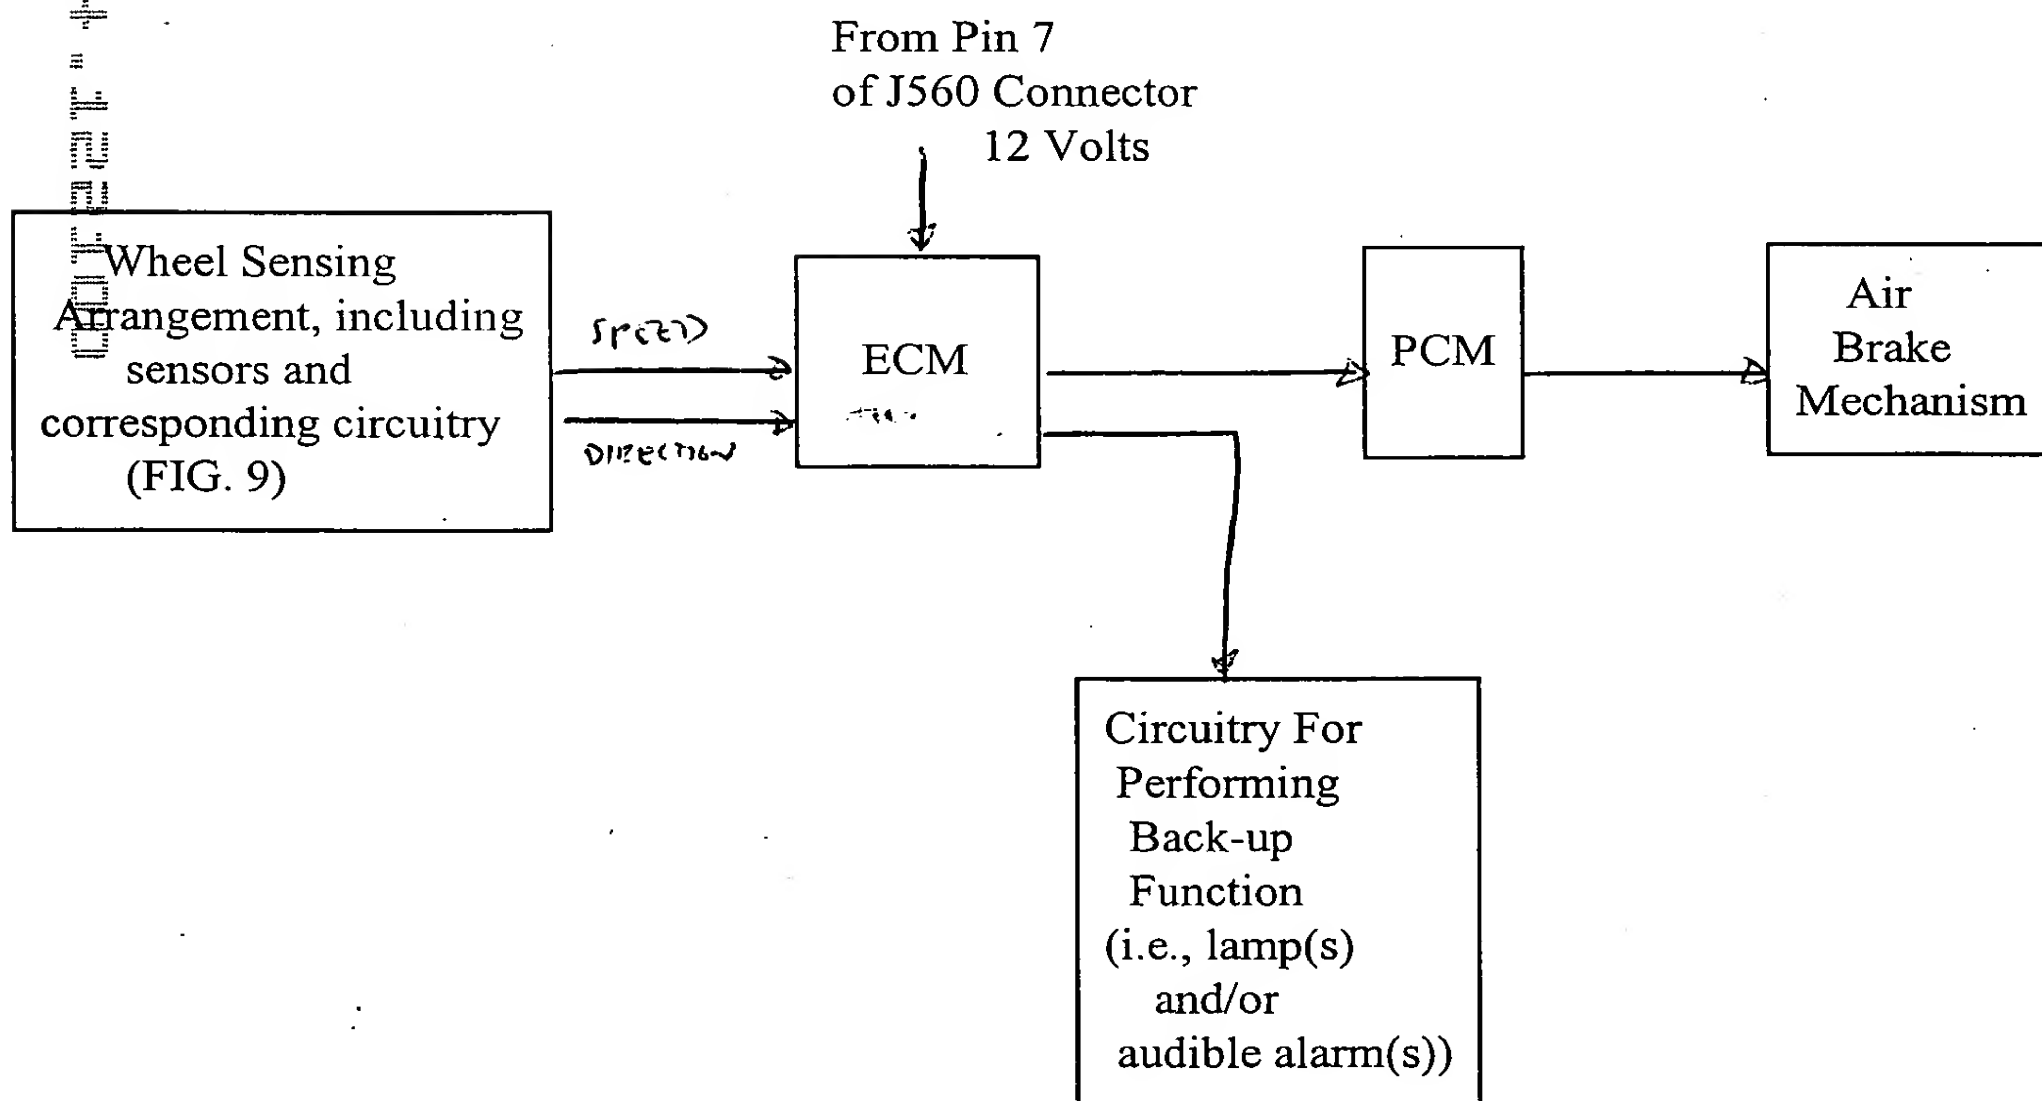 From Pin 7
of J560 Connector
12 Volts
Wheel Sensing
Arrangement, including
sensors and
corresponding circuitry
(FIG. 9)
SPEED
DIRECTION
ECM
PCM
Air
Brake
Mechanism
Circuitry For
Performing
Back-up
Function
(i.e., lamp(s)
and/or
audible alarm(s))